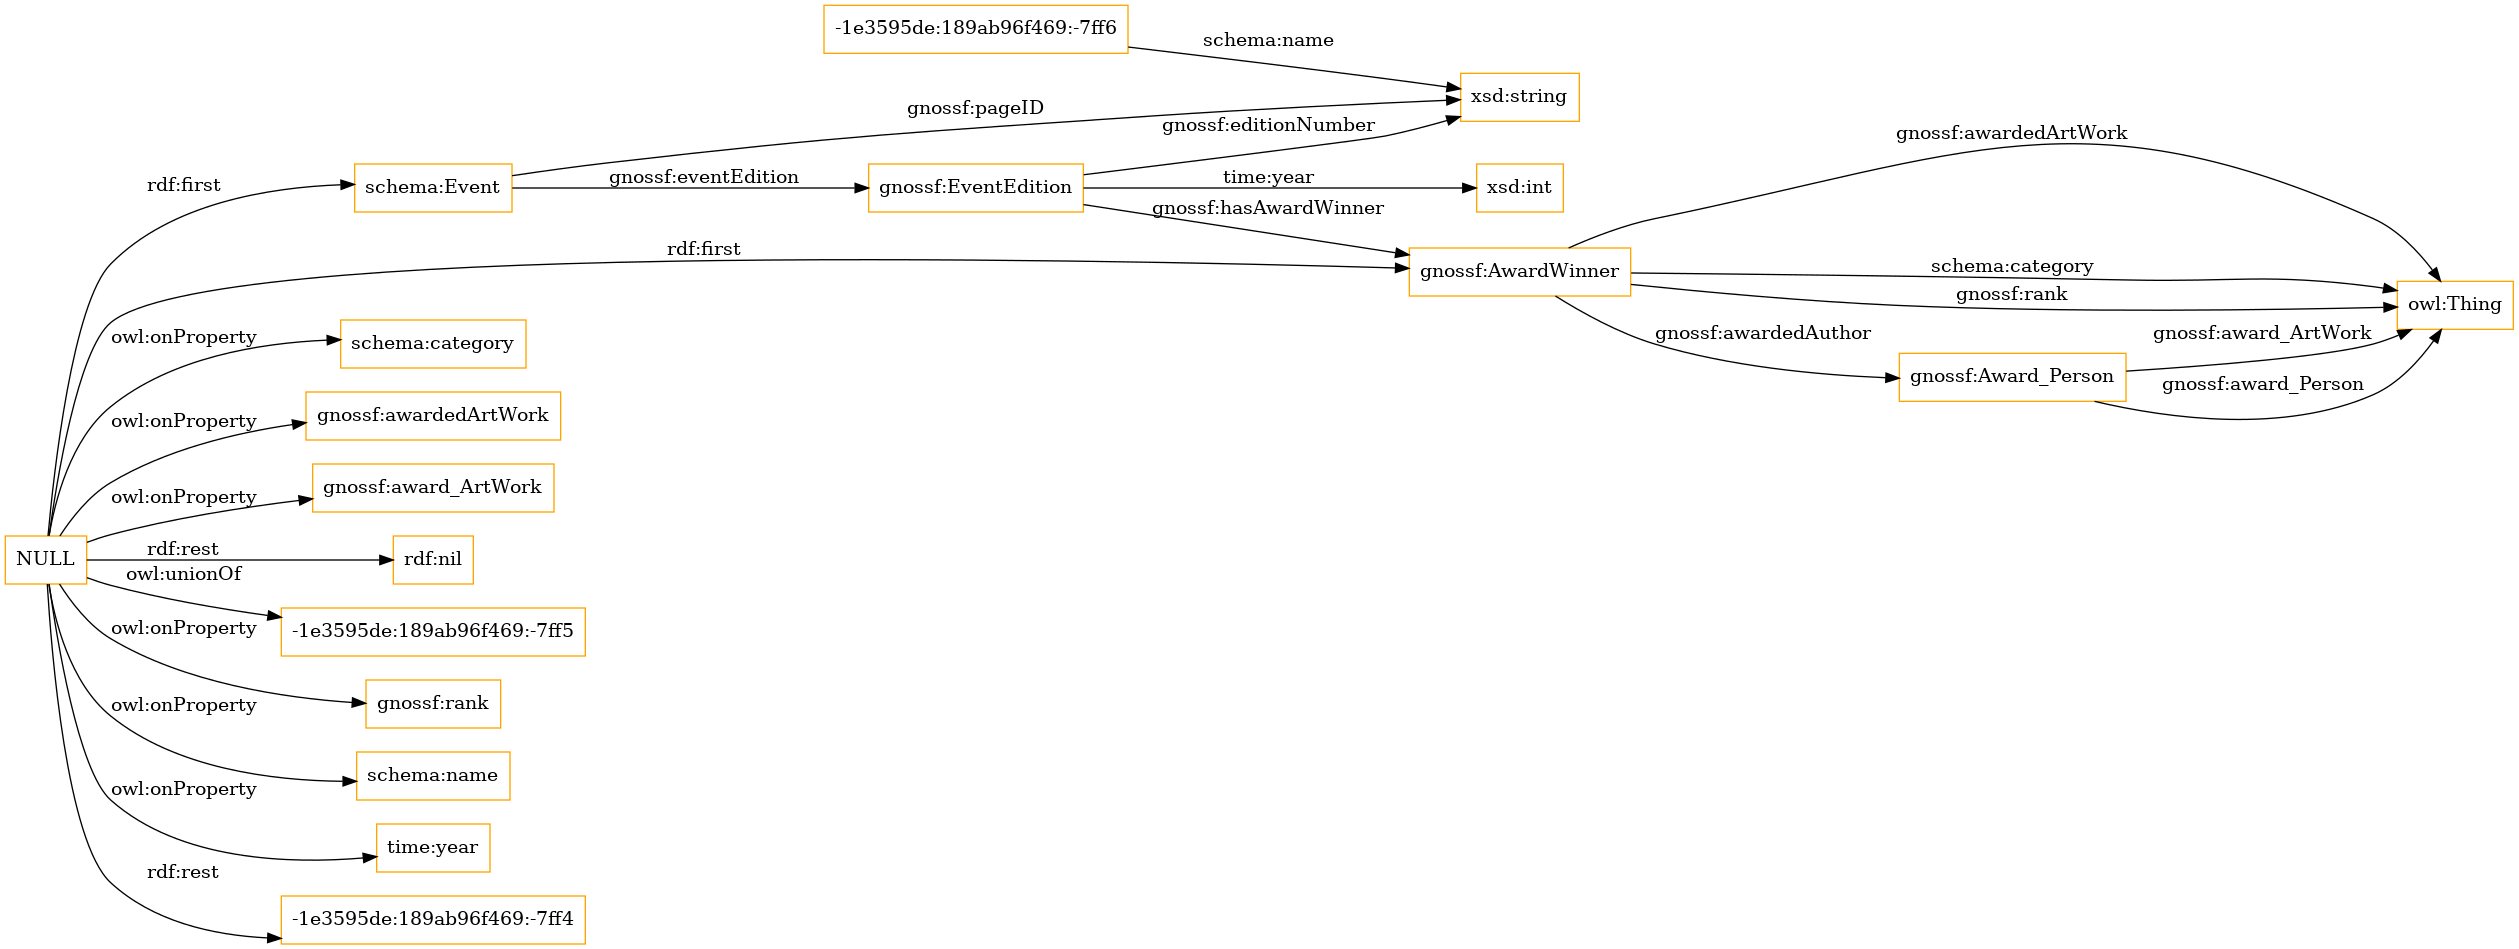 -1e3595de:189ab96f469:-7ff6
schema:name
xsd:string
gnossf:pageID
gnossf:editionNumber
gnossf:awardedArtWork
rdf:first
schema:Event
gnossf:eventEdition
gnossf:EventEdition
time:year
xsd:int
gnossf:hasAwardWinner
rdf:first
gnossf:AwardWinner
schema:category
gnossf:rank
owl:Thing
owl:onProperty
schema:category
gnossf:awardedAuthor
gnossf:award_ArtWork
gnossf:Award_Person
gnossf:award_Person
owl:onProperty
gnossf:awardedArtWork
owl:onProperty
gnossf:award_ArtWork
NULL
rdf:rest
rdf:nil
owl:unionOf
-1e3595de:189ab96f469:-7ff5
owl:onProperty
gnossf:rank
owl:onProperty
schema:name
owl:onProperty
time:year
rdf:rest
-1e3595de:189ab96f469:-7ff4